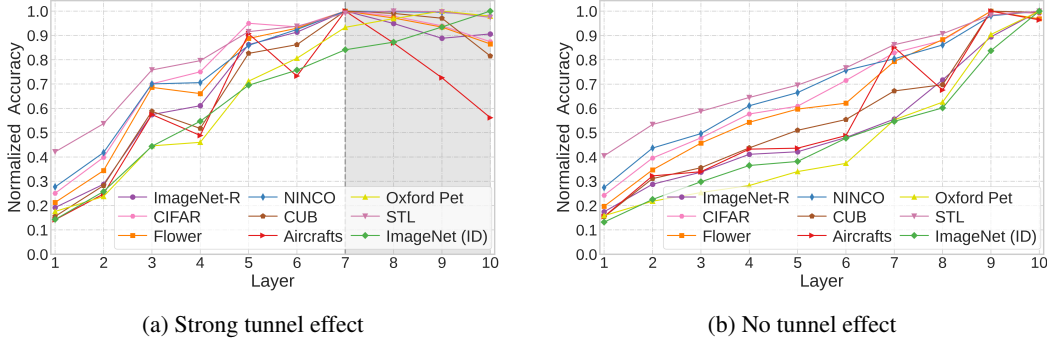 Normalized Accuracy
1.0
0.9
0.8
0.7
0.6
0.5
0.4
0.3
0.2
0.1
0.0
ImageNet-R
CIFAR
Flower
NINCO
CUB
Aircrafts
Oxford Pet
STL
ImageNet (ID)
1 2 3 4 5 6 7 8 9 10
Layer
(a) Strong tunnel effect
Normalized Accuracy
1.0
0.9
0.8
0.7
0.6
0.5
0.4
0.3
0.2
0.1
0.0
ImageNet-R
CIFAR
Flower
NINCO
CUB
Aircrafts
Oxford Pet
STL
ImageNet (ID)
1 2 3 4 5 6 7 8 9 10
Layer
(b) No tunnel effect